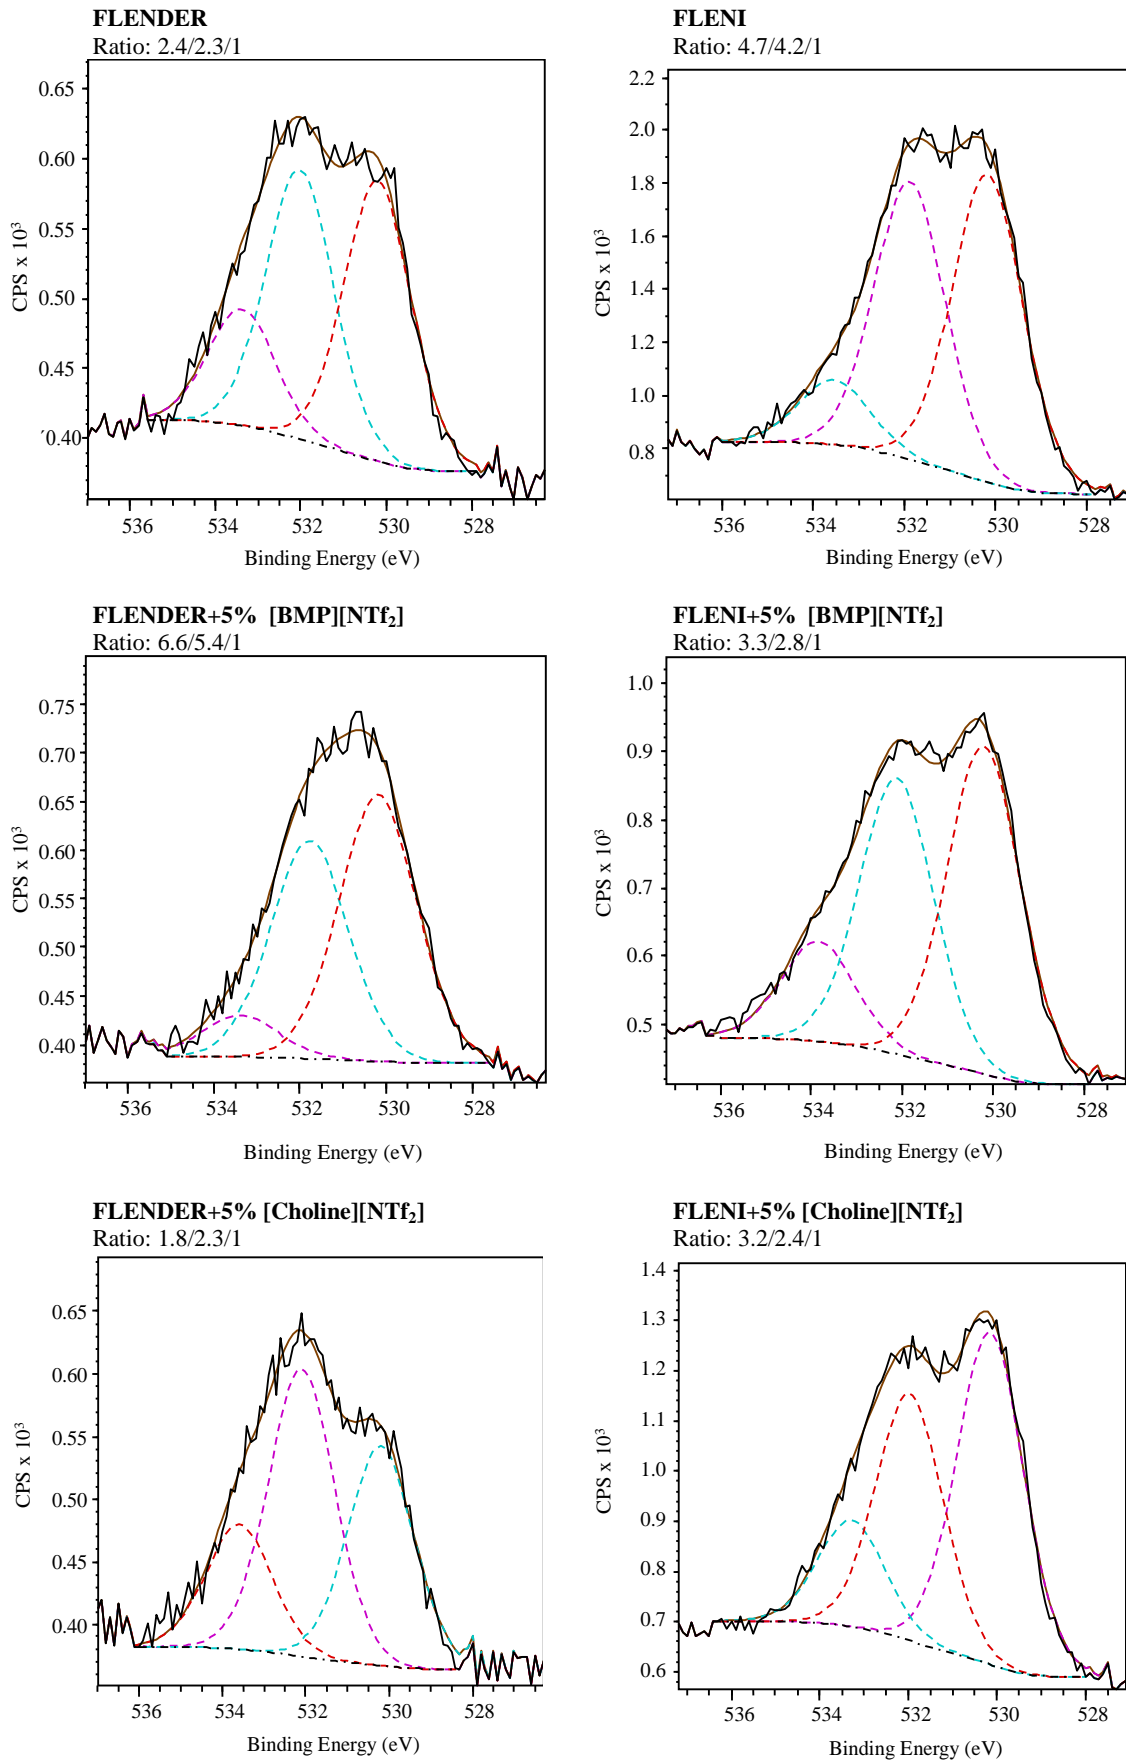 FLENDER
Ratio: 2.4/2.3/1
0.65
0.60
0.55
0.50
0.45
0.40
CPS x 10³
536 534 532 530 528
Binding Energy (eV)
FLENI
Ratio: 4.7/4.2/1
2.2
2.0
1.8
1.6
1.4
1.2
1.0
0.8
CPS x 10³
536 534 532 530 528
Binding Energy (eV)
FLENDER+5% [BMP][NTf₂]
Ratio: 6.6/5.4/1
0.75
0.70
0.65
0.60
0.55
0.50
0.45
0.40
CPS x 10³
536 534 532 530 528
Binding Energy (eV)
FLENI+5% [BMP][NTf₂]
Ratio: 3.3/2.8/1
1.0
0.9
0.8
0.7
0.6
0.5
CPS x 10³
536 534 532 530 528
Binding Energy (eV)
FLENDER+5% [Choline][NTf₂]
Ratio: 1.8/2.3/1
0.65
0.60
0.55
0.50
0.45
0.40
CPS x 10³
536 534 532 530 528
Binding Energy (eV)
FLENI+5% [Choline][NTf₂]
Ratio: 3.2/2.4/1
1.4
1.3
1.2
1.1
1.0
0.9
0.8
0.7
0.6
CPS x 10³
536 534 532 530 528
Binding Energy (eV)